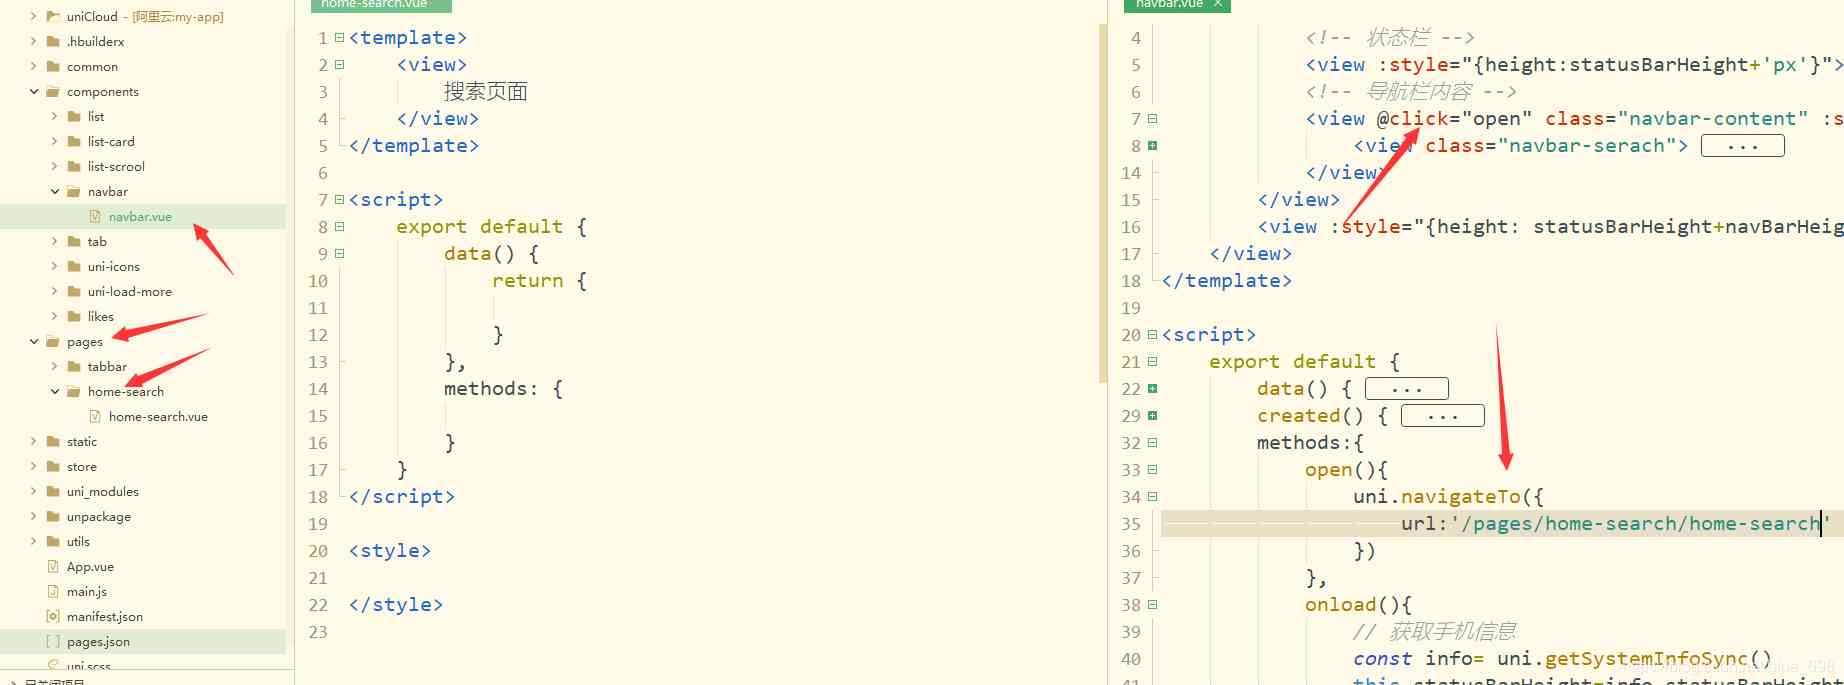 uniCloud - [阿里云:my-app]
.hbuilderx
common
components
list
list-card
list-scrool
navbar
navbar.vue
tab
uni-icons
uni-load-more
likes
pages
tabbar
home-search
home-search.vue
static
store
uni_modules
unpackage
utils
App.vue
main.js
manifest.json
pages.json
uni.scss
home-search.vue
1 <template>
2 <view>
3 搜索页面
4 </view>
5 </template>
6
7 <script>
8 export default {
9 data() {
10 return {
11
12 }
13 },
14 methods: {
15
16 }
17 }
18 </script>
19
20 <style>
21
22 </style>
23
navbar.vue ×
4 <!-- 状态栏 -->
5 <view :style="{height:statusBarHeight+'px'}">
6 <!-- 导航栏内容 -->
7 <view @click="open" class="navbar-content" :s
8 <view class="navbar-serach"> ...
14 </view>
15 </view>
16 <view :style="{height: statusBarHeight+navBarHeig
17 </view>
18 </template>
19
20 <script>
21 export default {
22 data() { ...
29 created() { ...
32 methods:{
33 open(){
34 uni.navigateTo({
35 url:'/pages/home-search/home-search'
36 })
37 },
38 onload(){
39 // 获取手机信息
40 const info= uni.getSystemInfoSync()
41 this.statusBarHeight=info.statusBarHeight